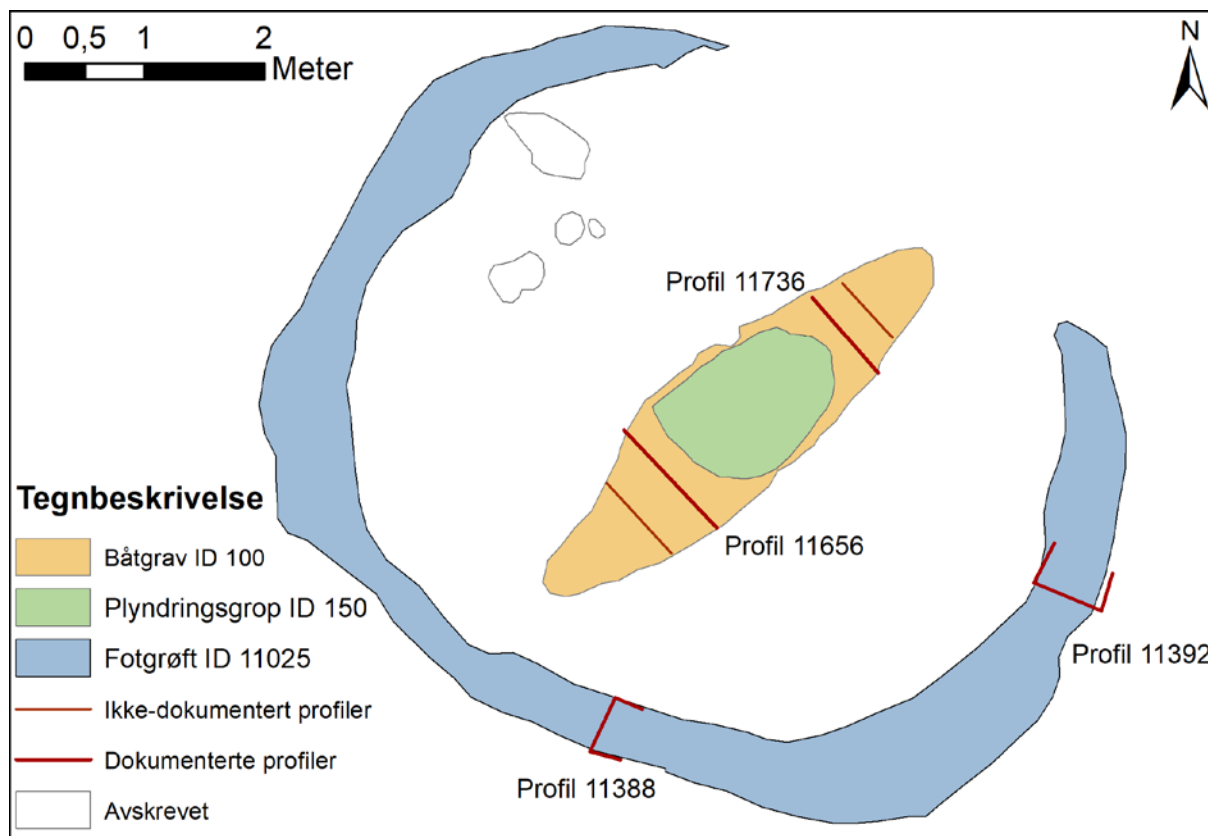 0 0,5 1 2
Meter
N
Profil 11736
Profil 11656
Profil 11392
Profil 11388
Tegnbeskrivelse
Båtgrav ID 100
Plyndringsgrop ID 150
Fotgrøft ID 11025
Ikke-dokumentert profiler
Dokumenterte profiler
Avskrevet